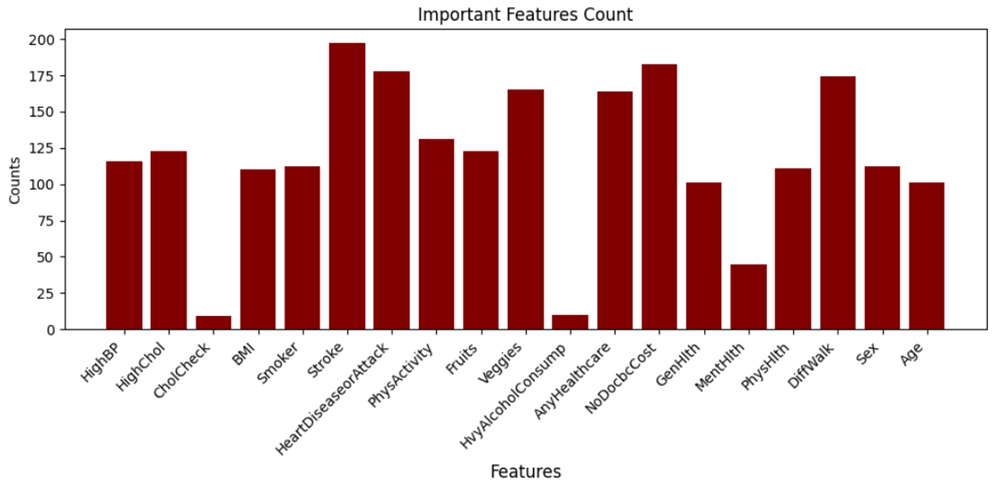 Important Features Count
Counts
200
175
150
125
100
75
50
25
0
HighBP
HighChol
CholCheck
BMI
Smoker
Stroke
HeartDiseaseorAttack
PhysActivity
Fruits
Veggies
HvyAlcoholConsump
AnyHealthcare
NoDocbcCost
GenHlth
MentHlth
PhysHlth
DiffWalk
Sex
Age
Features